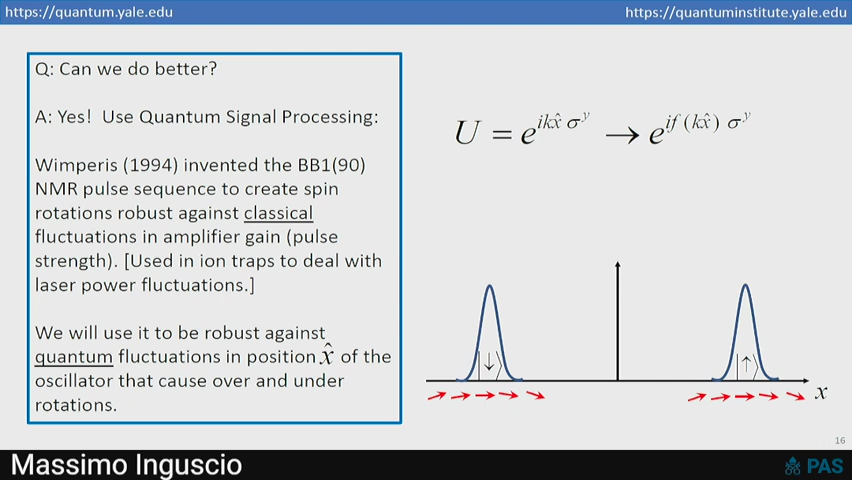 https://quantum.yale.edu
https://quantuminstitute.yale.edu
Q: Can we do better?
A: Yes! Use Quantum Signal Processing:
Wimperis (1994) invented the BB1(90)
NMR pulse sequence to create spin
rotations robust against classical
fluctuations in amplifier gain (pulse
strength). [Used in ion traps to deal with
laser power fluctuations.]
We will use it to be robust against
quantum fluctuations in position x̂ of the
oscillator that cause over and under
rotations.
U = e^{ikx̂ σ^y} → e^{if(kx̂) σ^y}
|↓⟩
|↑⟩
x
16
Massimo Inguscio
PAS